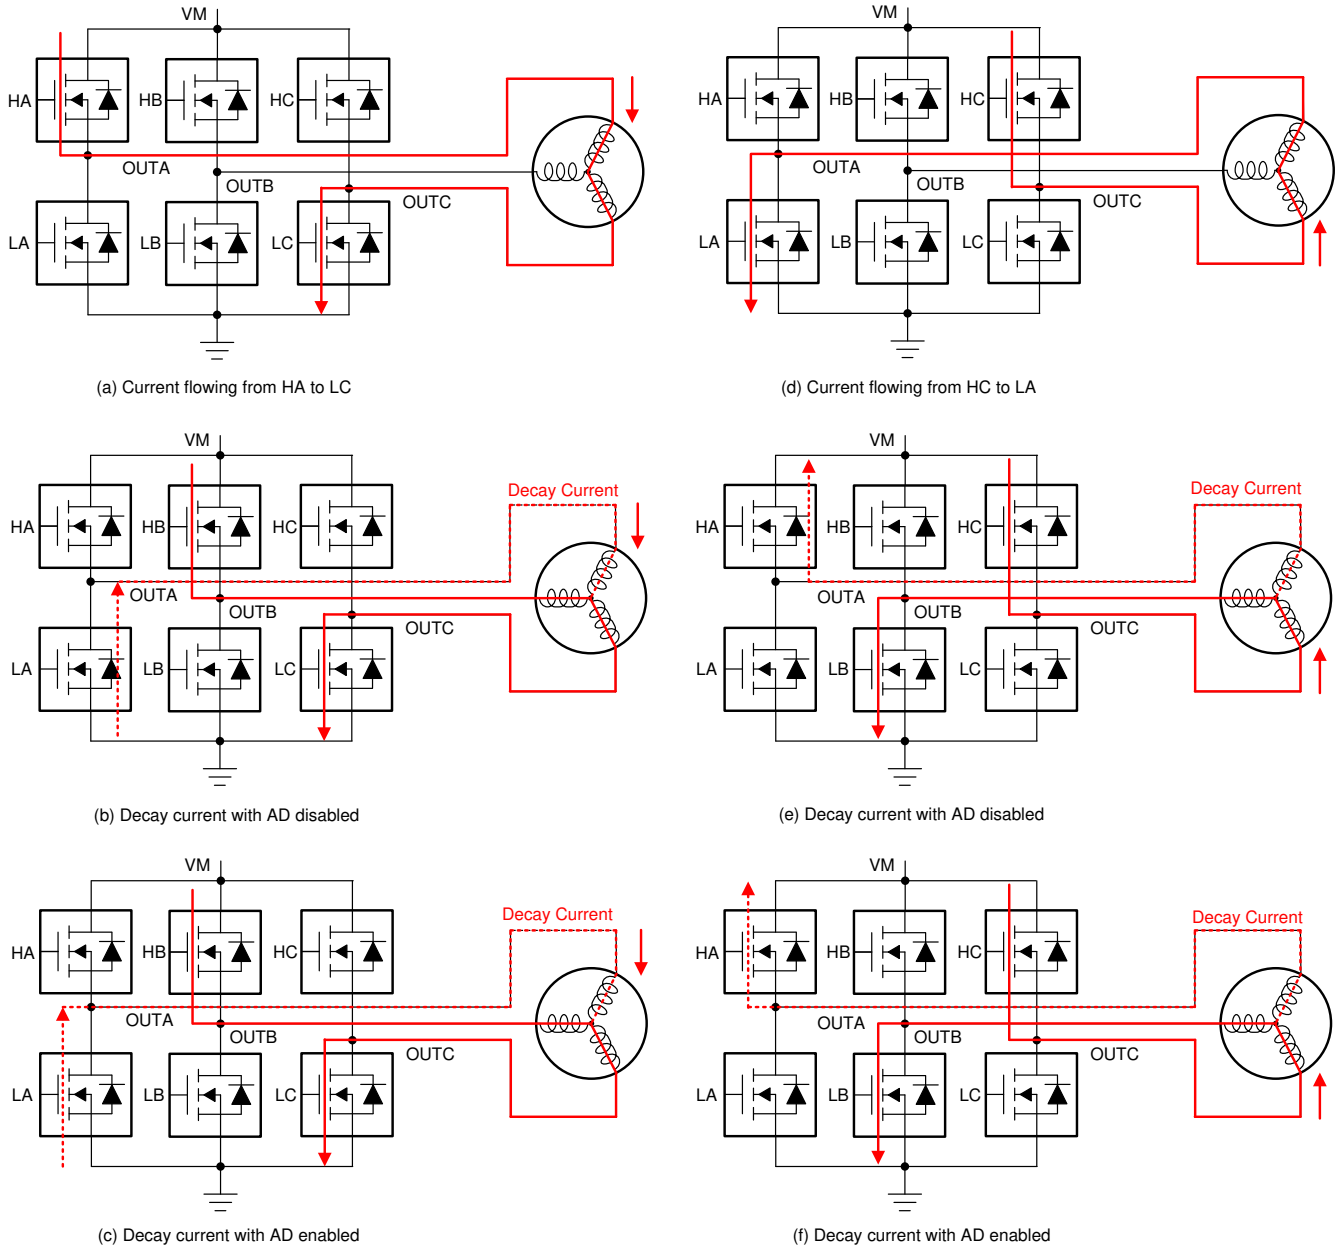 VM
HA
HB
HC
OUTA
OUTB
OUTC
LA
LB
LC
(a) Current flowing from HA to LC
VM
HA
HB
HC
OUTA
OUTB
OUTC
LA
LB
LC
(d) Current flowing from HC to LA
VM
Decay Current
HA
HB
HC
OUTA
OUTB
OUTC
LA
LB
LC
(b) Decay current with AD disabled
VM
Decay Current
HA
HB
HC
OUTA
OUTB
OUTC
LA
LB
LC
(e) Decay current with AD disabled
VM
Decay Current
HA
HB
HC
OUTA
OUTB
OUTC
LA
LB
LC
(c) Decay current with AD enabled
VM
Decay Current
HA
HB
HC
OUTA
OUTB
OUTC
LA
LB
LC
(f) Decay current with AD enabled